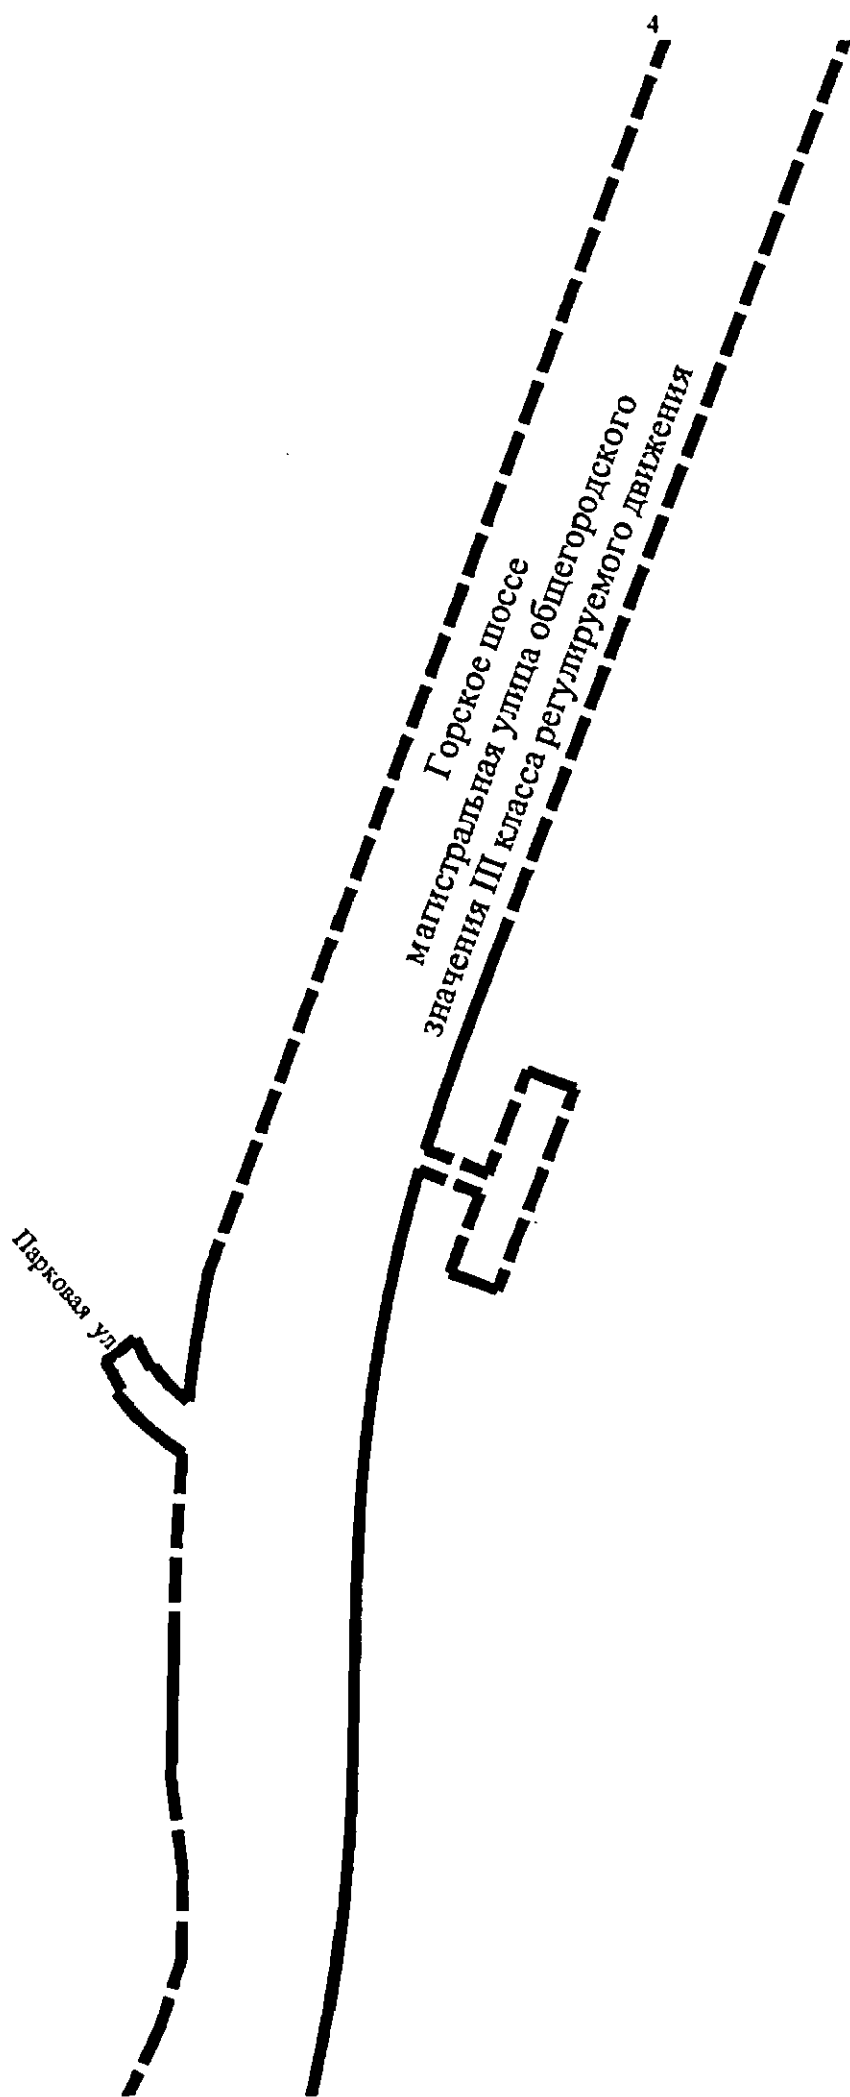 4
Горское шоссе
магистральная улица общегородского
значения III класса регулируемого движения
Парковая ул